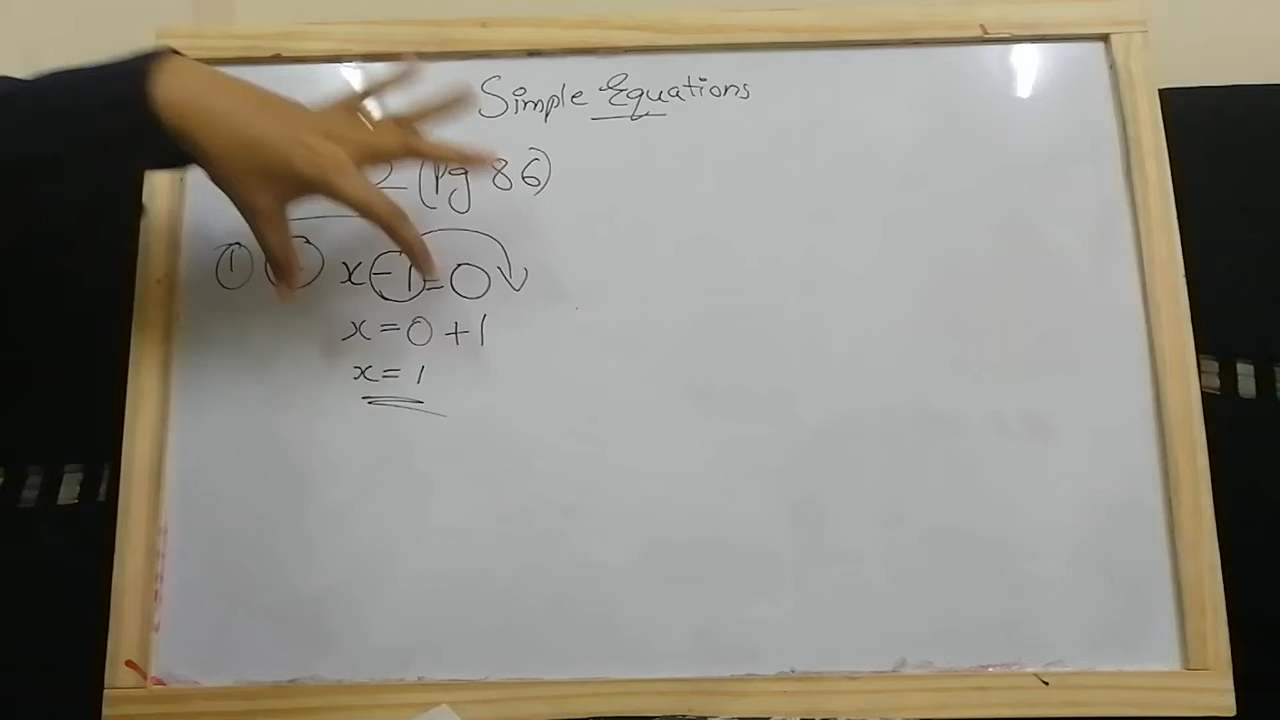 Simple Equations
2 (Pg 86)
① x - 1 = 0
x = 0 + 1
x = 1